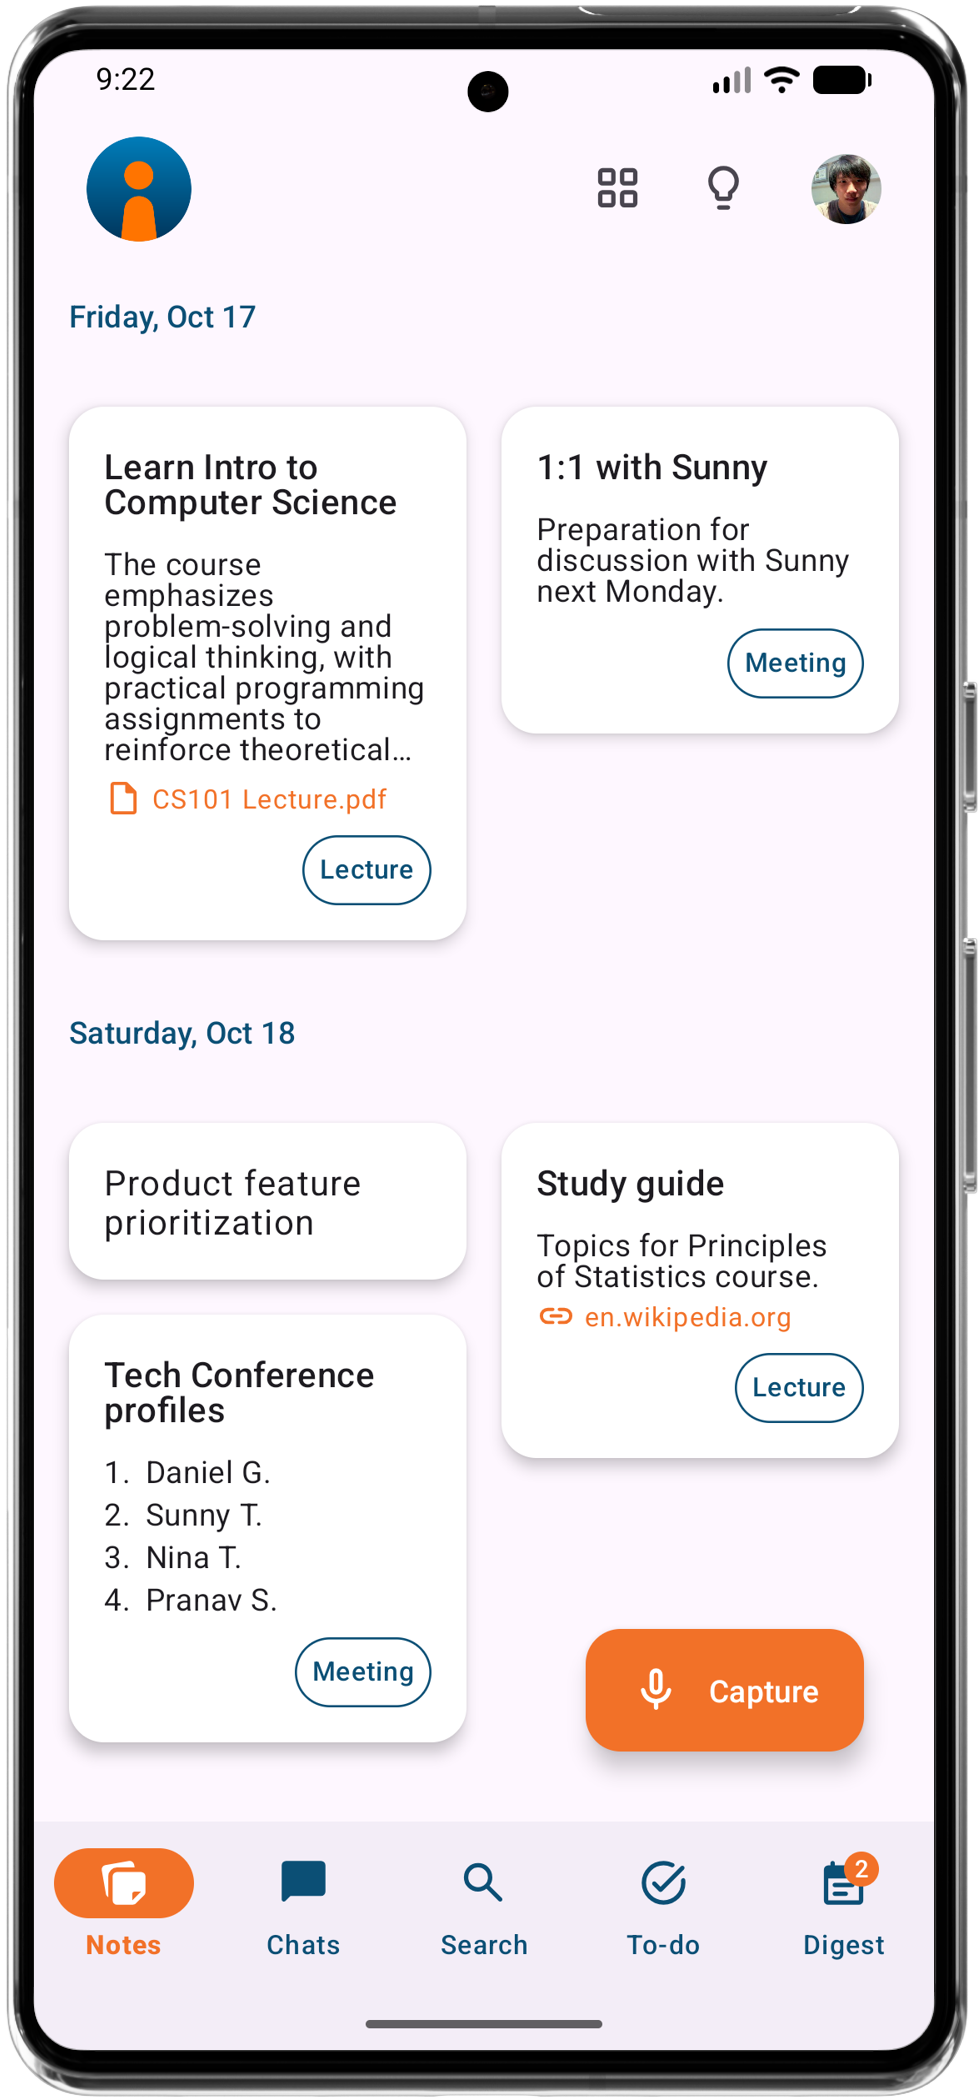 9:22
Friday, Oct 17
Learn Intro to
Computer Science
The course
emphasizes
problem-solving and
logical thinking, with
practical programming
assignments to
reinforce theoretical...
CS101 Lecture.pdf
Lecture
1:1 with Sunny
Preparation for
discussion with Sunny
next Monday.
Meeting
Saturday, Oct 18
Product feature
prioritization
Tech Conference
profiles
1. Daniel G.
2. Sunny T.
3. Nina T.
4. Pranav S.
Meeting
Study guide
Topics for Principles
of Statistics course.
en.wikipedia.org
Lecture
Capture
Notes
Chats
Search
To-do
2
Digest